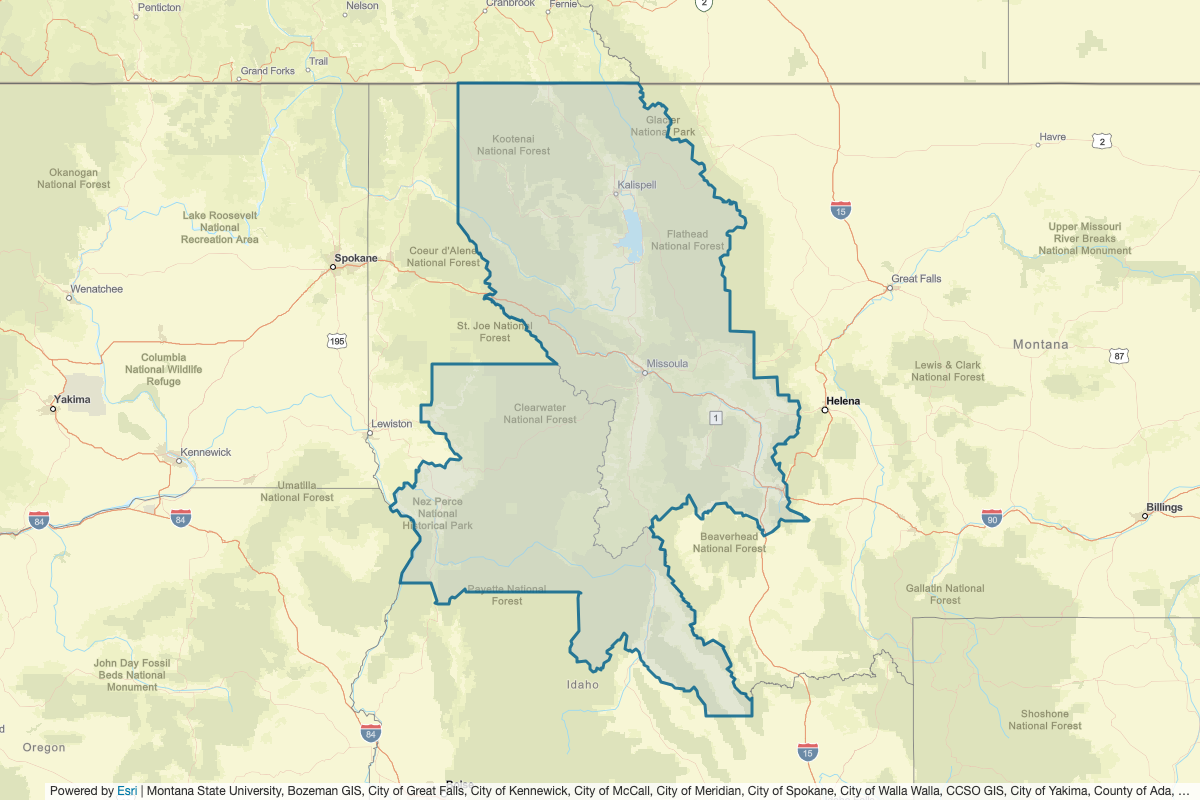 Penticton
Nelson
Cranbrook
Fernie
2
Trail
Grand Forks
Glacier
National Park
Kootenai
National Forest
Havre
2
Okanogan
National Forest
Kalispell
15
Lake Roosevelt
National
Recreation Area
Flathead
National Forest
Upper Missouri
River Breaks
National Monument
Coeur d'Alene
National Forest
Spokane
Great Falls
Wenatchee
St. Joe National
Forest
195
Montana
87
Columbia
National Wildlife
Refuge
Missoula
Lewis & Clark
National Forest
Yakima
Helena
Clearwater
National Forest
1
Lewiston
Kennewick
Umatilla
National Forest
Nez Perce
National
Historical Park
84
84
90
Billings
Beaverhead
National Forest
Payette National
Forest
Gallatin National
Forest
John Day Fossil
Beds National
Monument
Idaho
Shoshone
National Forest
84
15
d
Oregon
Powered by Esri | Montana State University, Bozeman GIS, City of Great Falls, City of Kennewick, City of McCall, City of Meridian, City of Spokane, City of Walla Walla, CCSO GIS, City of Yakima, County of Ada, ...